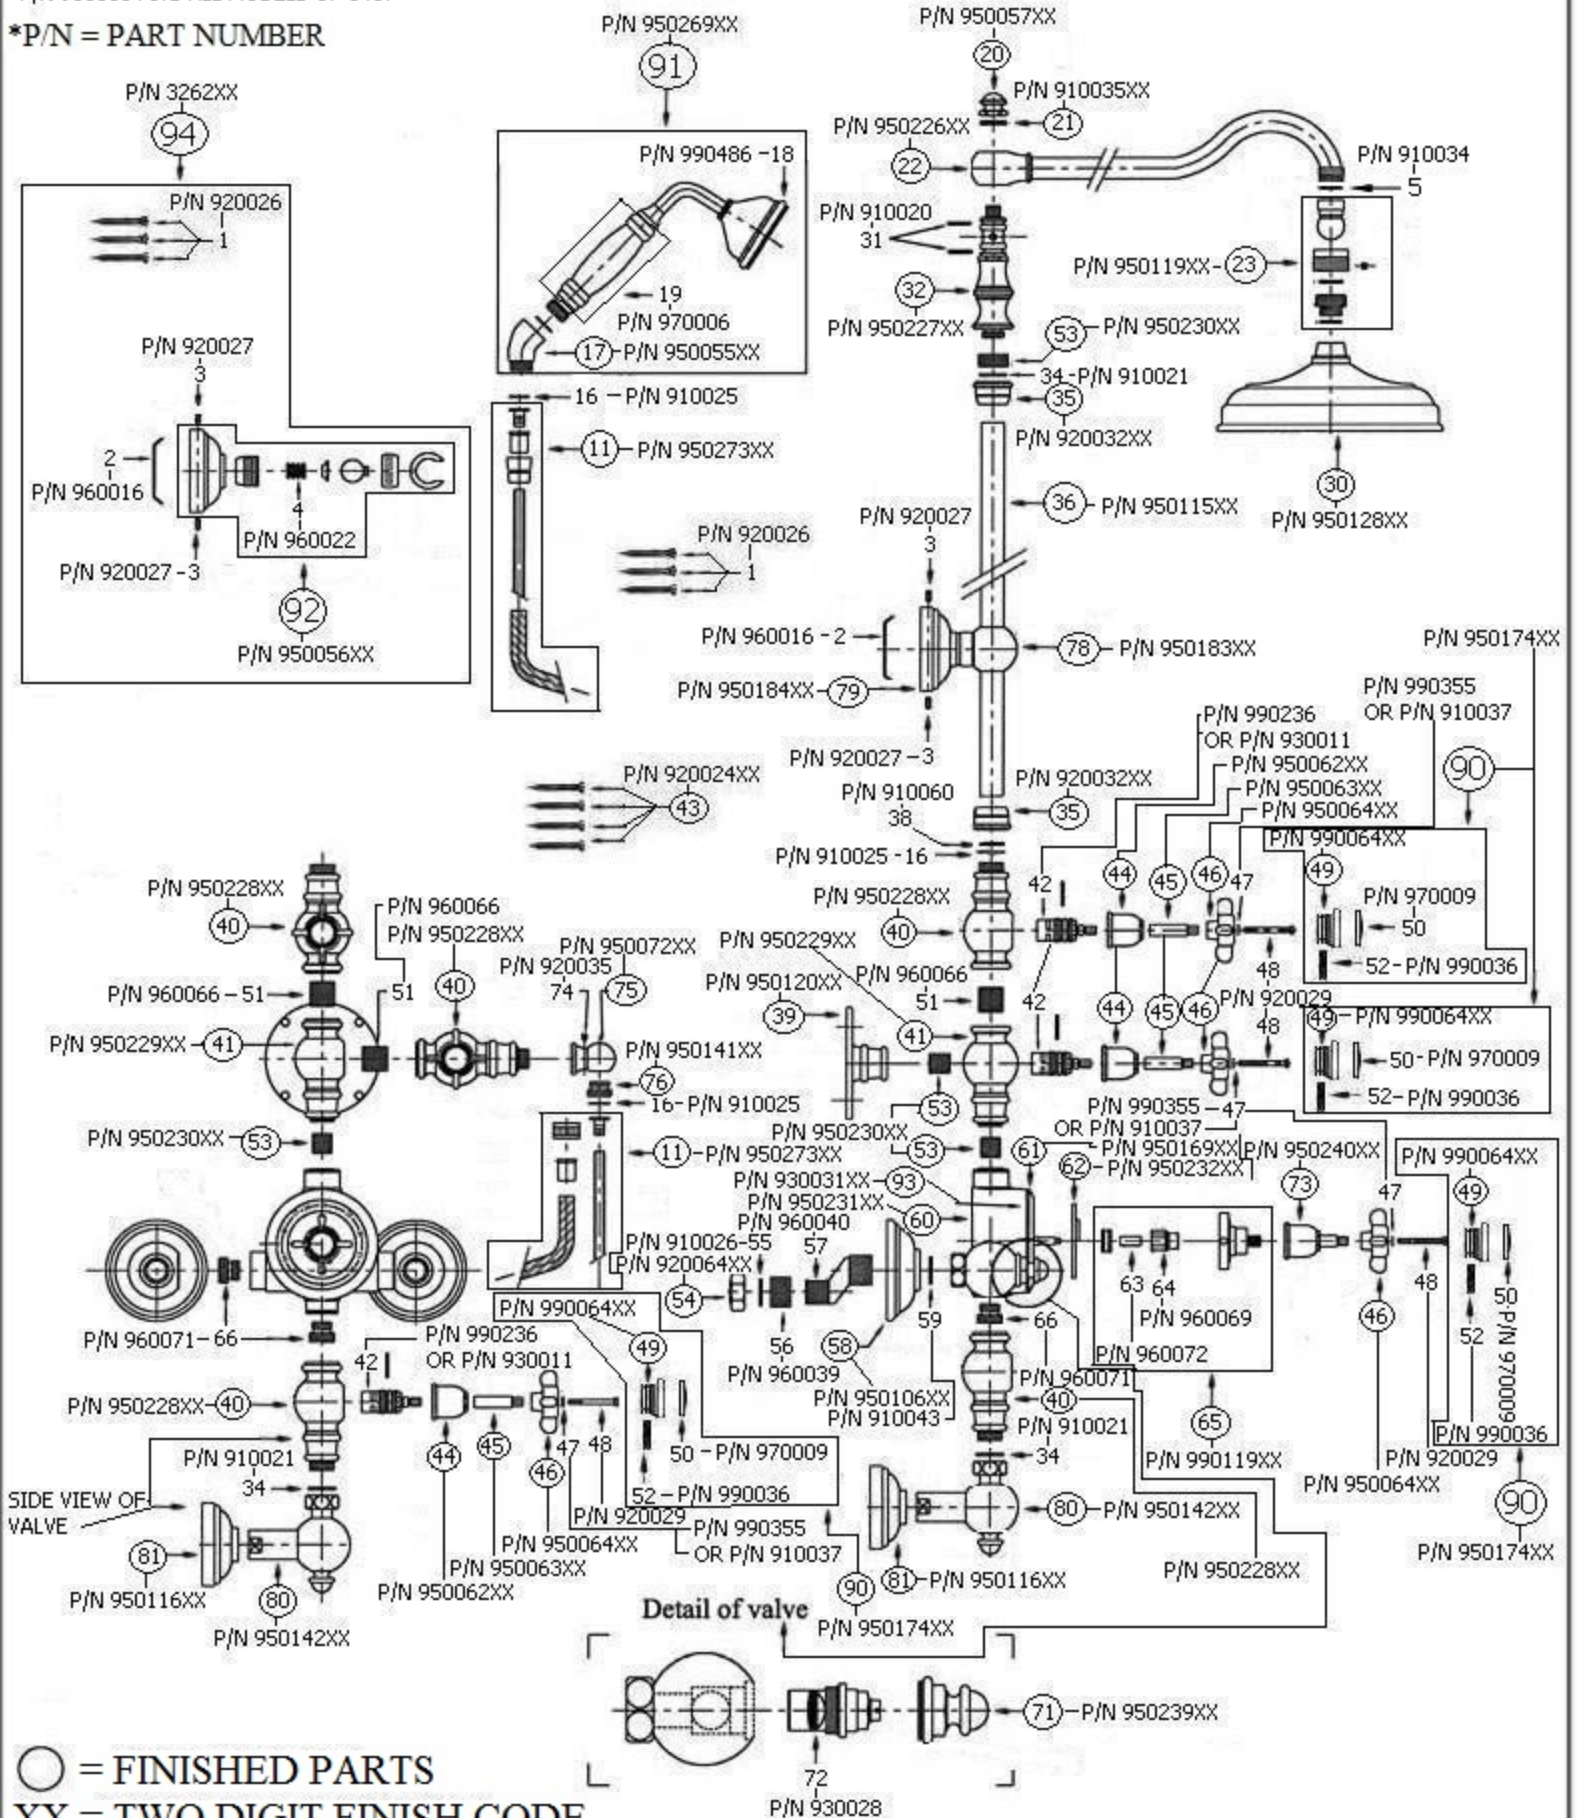 *P/N = PART NUMBER
P/N 3262XX
94
P/N 920026
1
P/N 920027
3
2
P/N 960016
4
P/N 960022
P/N 920027 -3
92
P/N 950056XX
P/N 950269XX
91
P/N 990486 -18
19
P/N 970006
17 - P/N 950055XX
16 - P/N 910025
11 - P/N 950273XX
P/N 920026
1
P/N 950057XX
20
P/N 910035XX
21
P/N 950226XX
22
P/N 910034
5
P/N 910020
31
P/N 950119XX- 23
32
P/N 950227XX
53 - P/N 950230XX
34-P/N 910021
35
P/N 920032XX
30
P/N 950128XX
36 - P/N 950115XX
P/N 920027
3
P/N 960016 - 2
78 - P/N 950183XX
P/N 950184XX- 79
P/N 920027 -3
P/N 950174XX
P/N 990355
OR P/N 910037
90
P/N 990236
OR P/N 930011
P/N 950062XX
P/N 950063XX
P/N 950064XX
P/N 920024XX
43
P/N 920032XX
35
P/N 910060
38
P/N 910025 -16
P/N 950228XX
40
42
44
45
46
47
48
P/N 920029
P/N 990064XX
49
P/N 970009
50
52-P/N 990036
P/N 950228XX
40
P/N 960066
P/N 950228XX
51
40
P/N 960066 - 51
P/N 950229XX - 41
P/N 950230XX - 53
P/N 950072XX
P/N 920035
74
75
P/N 950141XX
76
16-P/N 910025
11 -P/N 950273XX
P/N 950229XX
P/N 960066
51
P/N 950120XX
39
41
42
44
45
46
48
49 - P/N 990064XX
50-P/N 970009
52-P/N 990036
53
P/N 950230XX
53
P/N 990355 - 47
OR P/N 910037
61
P/N 950169XX
62 -P/N 950232XX
P/N 930031XX- 93
P/N 950231XX
60
P/N 960040
57
P/N 910026-55
P/N 920064XX
54
56
P/N 960039
58
P/N 950106XX
59
P/N 910043
66
P/N 960071
63
64
P/N 960069
P/N 960072
65
P/N 990119XX
P/N 950240XX
73
47
46
48
P/N 920029
P/N 950064XX
P/N 990064XX
49
50-P/N 970009
52
P/N 990036
90
P/N 950174XX
40
P/N 950228XX
P/N 910021
34
80 - P/N 950142XX
81 - P/N 950116XX
P/N 960071-66
P/N 950228XX- 40
P/N 910021
34
SIDE VIEW OF
VALVE
81
P/N 950116XX
80
P/N 950142XX
P/N 990236
42
OR P/N 930011
44
45
46
47
48
P/N 950062XX
P/N 950063XX
P/N 950064XX
P/N 920029
P/N 990355
OR P/N 910037
P/N 990064XX
49
50 - P/N 970009
52 - P/N 990036
90
P/N 950174XX
Detail of valve
71 - P/N 950239XX
72
P/N 930028
= FINISHED PARTS
XX = TWO DIGIT FINISH CODE